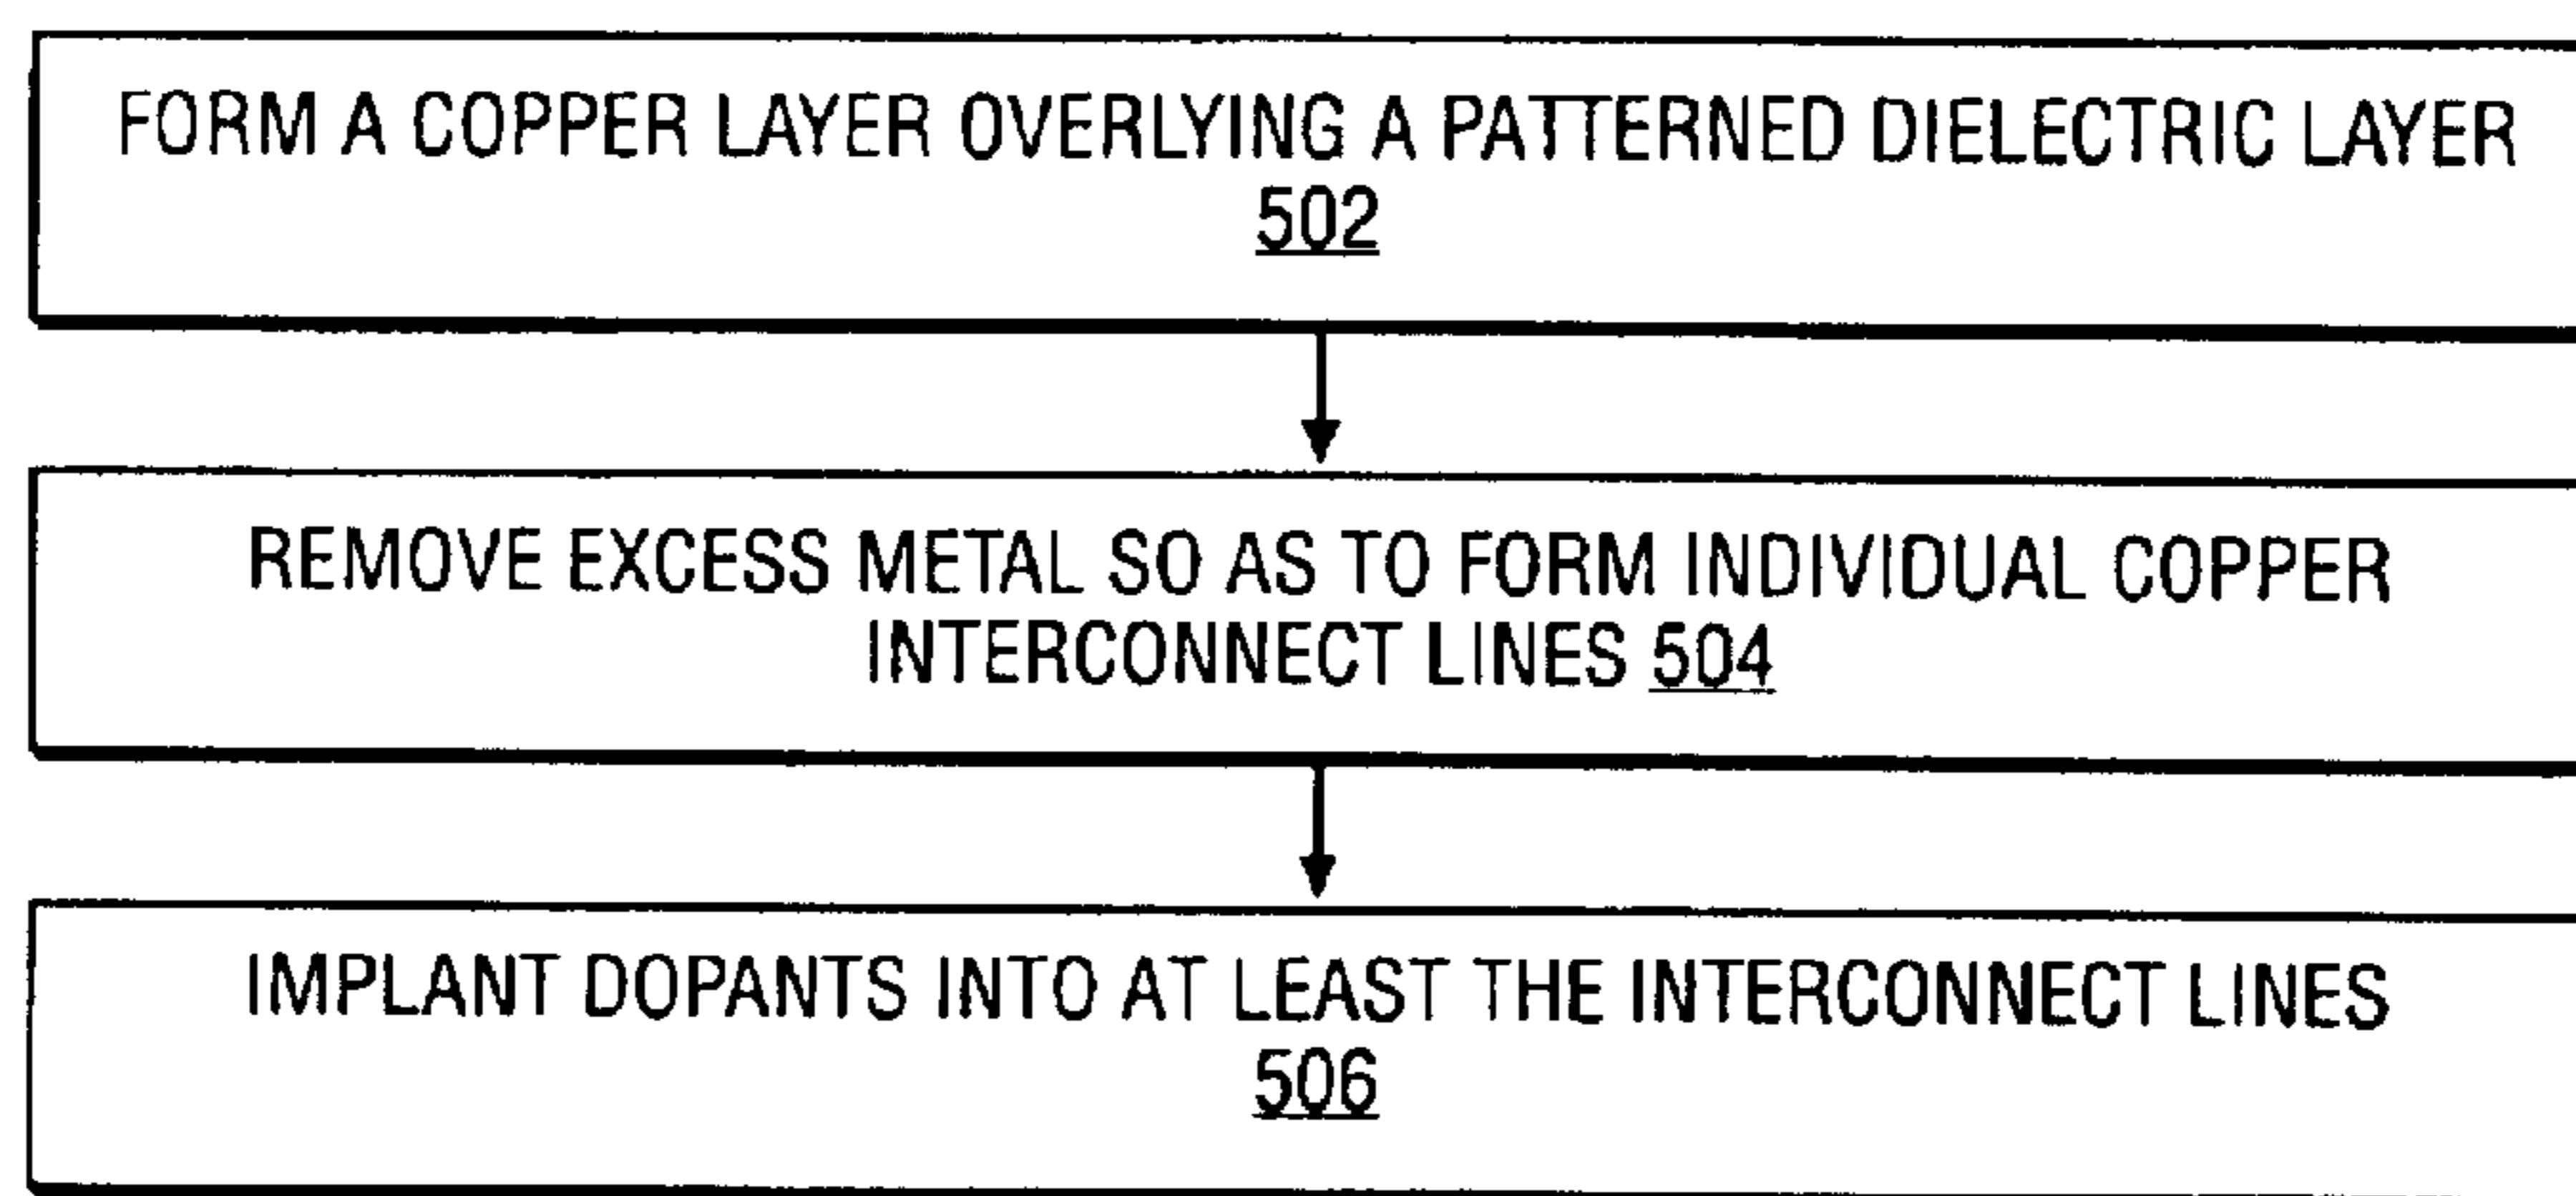 FORM A COPPER LAYER OVERLYING A PATTERNED DIELECTRIC LAYER
502
REMOVE EXCESS METAL SO AS TO FORM INDIVIDUAL COPPER
INTERCONNECT LINES 504
IMPLANT DOPANTS INTO AT LEAST THE INTERCONNECT LINES
506